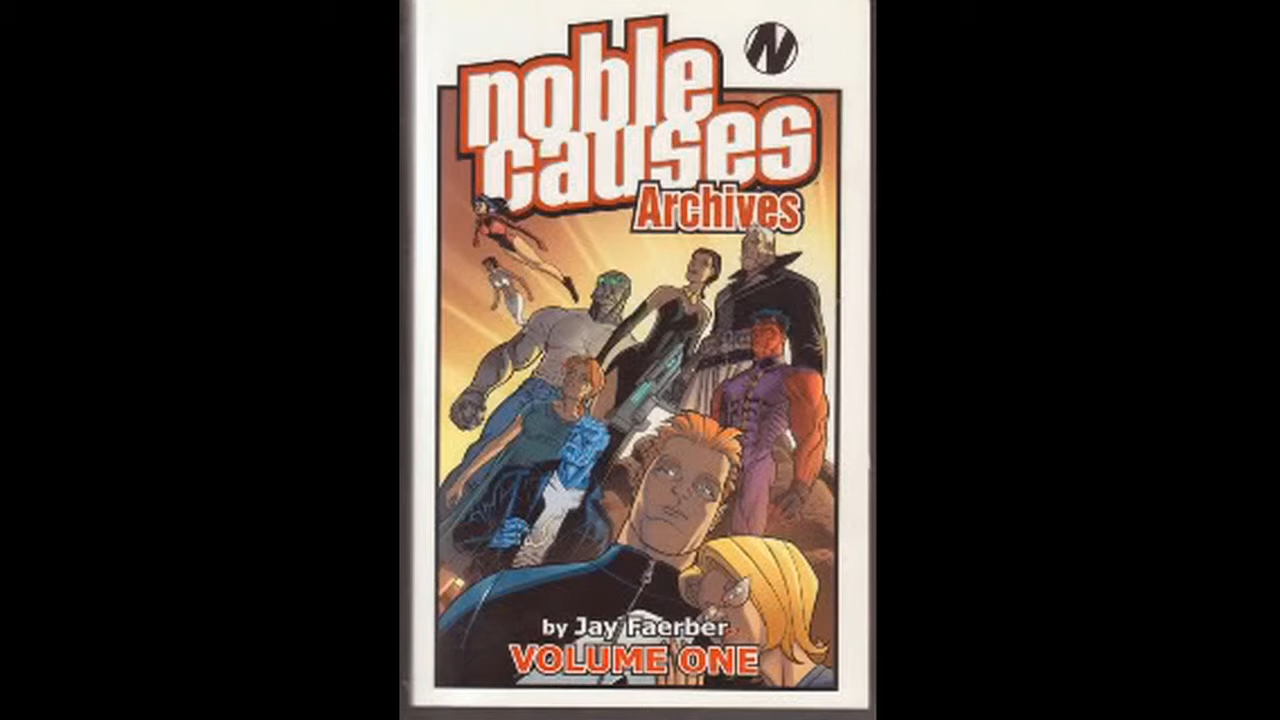 N
noble
causes
Archives
by Jay Faerber
VOLUME ONE